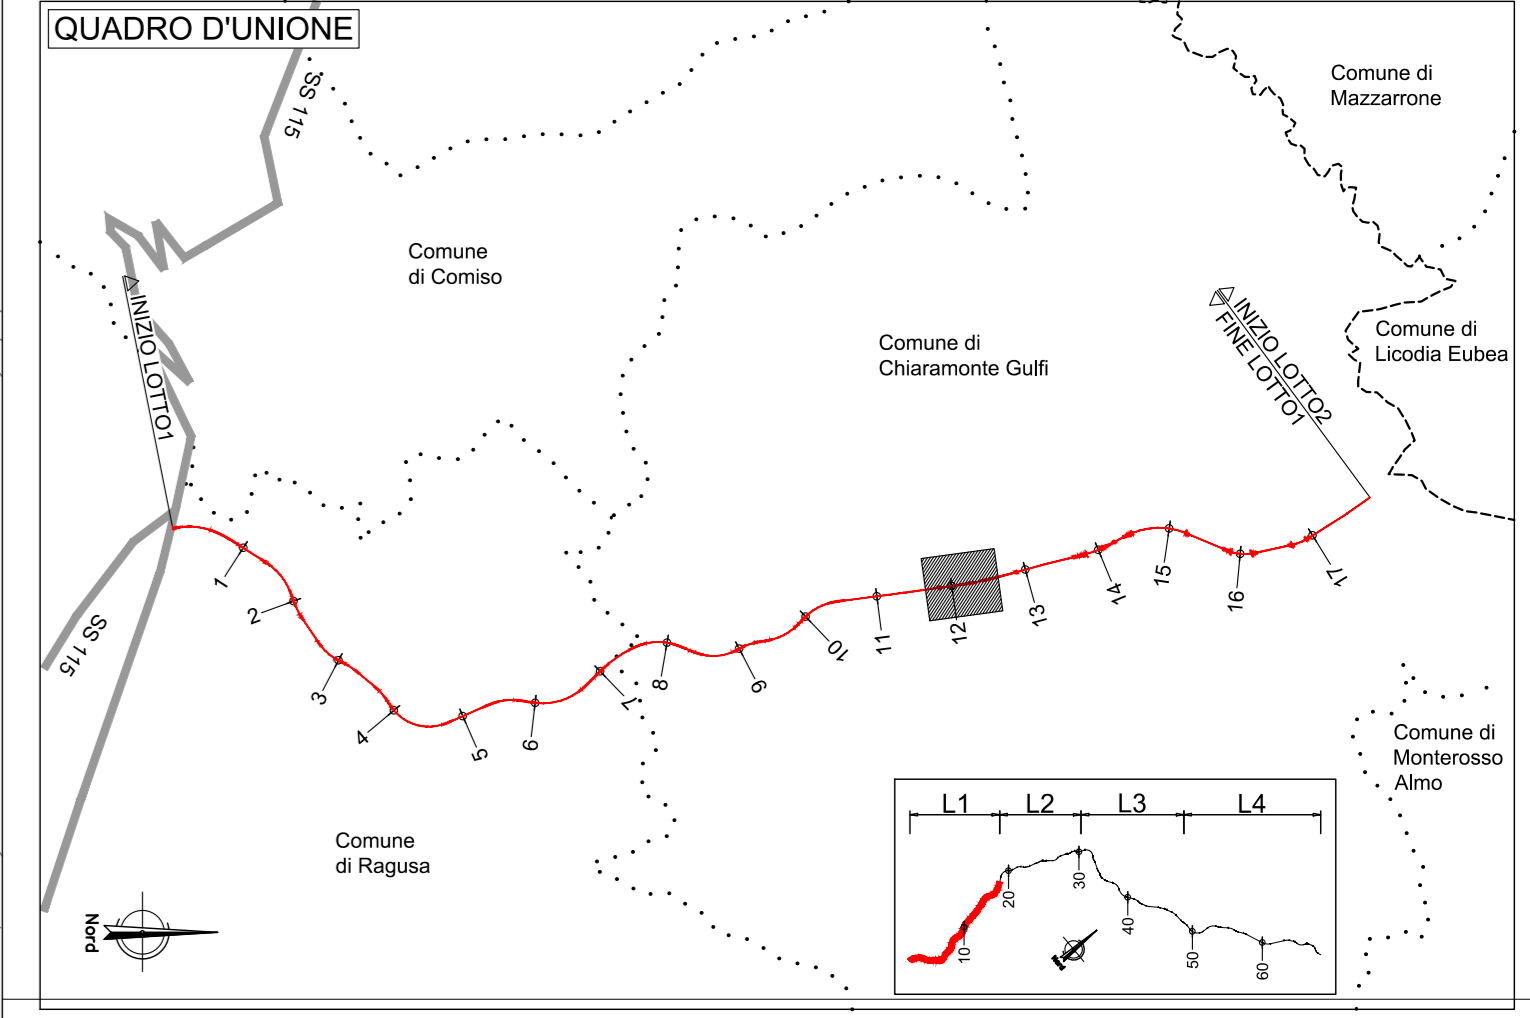 QUADRO D'UNIONE
SS 115
Comune di
Mazzarrone
Comune
di Comiso
INIZIO LOTTO1
Comune di
Chiaramonte Gulfi
INIZIO LOTTO2
FINE LOTTO1
Comune di
Licodia Eubea
1
2
3
4
5
6
7
8
9
10
11
12
13
14
15
16
17
SS 115
Comune di
Monterosso
Almo
Comune
di Ragusa
Nord
L1
L2
L3
L4
10
20
30
40
50
60
Nord